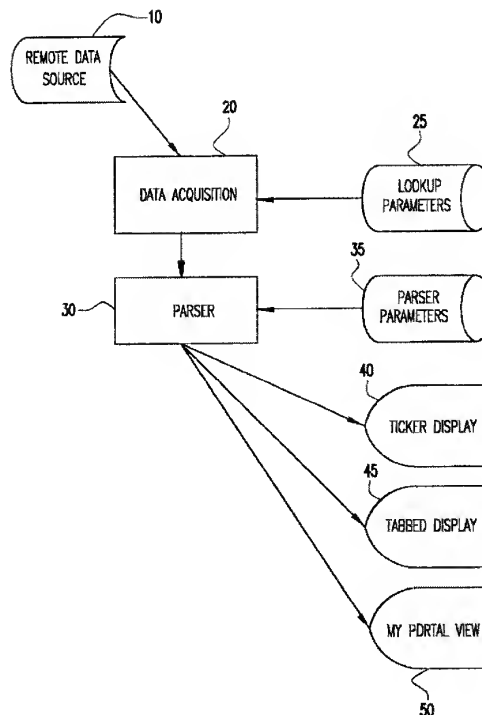 10
REMOTE DATA
SOURCE
20
DATA ACQUISITION
25
LOOKUP
PARAMETERS
30
PARSER
35
PARSER
PARAMETERS
40
TICKER DISPLAY
45
TABBED DISPLAY
MY PORTAL VIEW
50